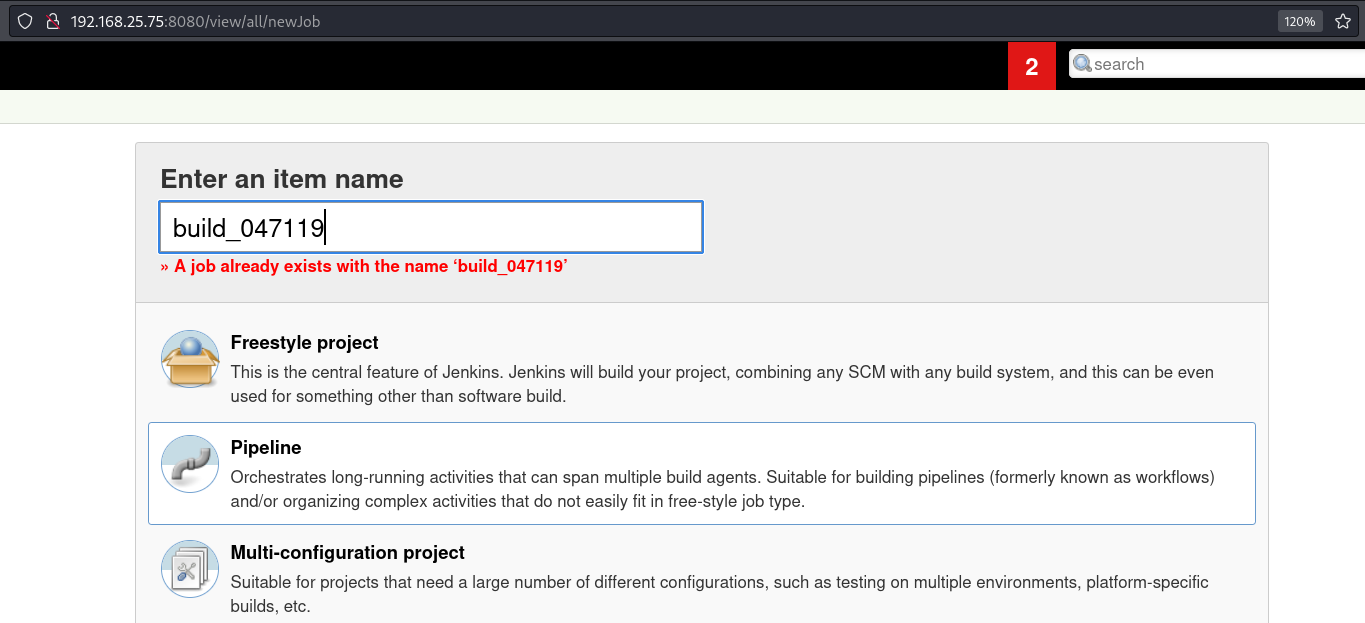 192.168.25.75:8080/view/all/newJob
120%
2
search
Enter an item name
build_047119
» A job already exists with the name ‘build_047119’
Freestyle project
This is the central feature of Jenkins. Jenkins will build your project, combining any SCM with any build system, and this can be even
used for something other than software build.
Pipeline
Orchestrates long-running activities that can span multiple build agents. Suitable for building pipelines (formerly known as workflows)
and/or organizing complex activities that do not easily fit in free-style job type.
Multi-configuration project
Suitable for projects that need a large number of different configurations, such as testing on multiple environments, platform-specific
builds, etc.